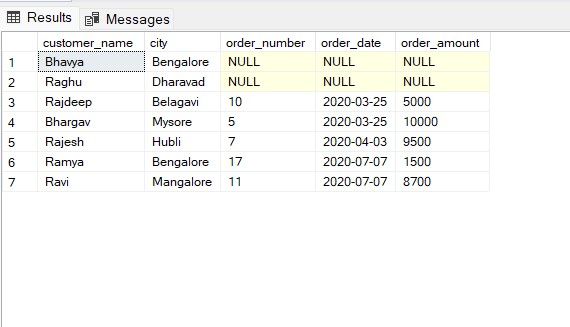 Results Messages
customer_name city order_number order_date order_amount
1 Bhavya Bengalore NULL NULL NULL
2 Raghu Dharavad NULL NULL NULL
3 Rajdeep Belagavi 10 2020-03-25 5000
4 Bhargav Mysore 5 2020-03-25 10000
5 Rajesh Hubli 7 2020-04-03 9500
6 Ramya Bengalore 17 2020-07-07 1500
7 Ravi Mangalore 11 2020-07-07 8700